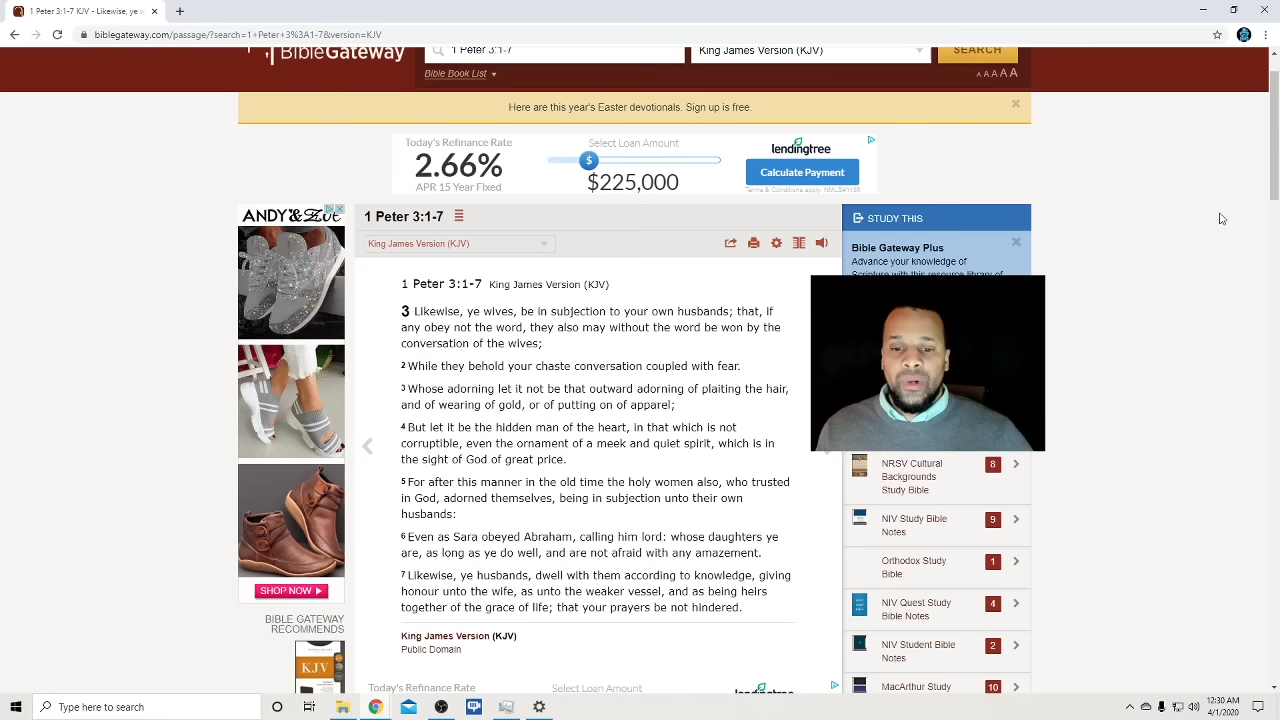 1 Peter 3:1-7 KJV - Likewise, ye w
biblegateway.com/passage/?search=1+Peter+3%3A1-7&version=KJV
BibleGateway
1 Peter 3:1-7
King James Version (KJV)
SEARCH
Bible Book List
A A A A A
Here are this year's Easter devotionals. Sign up is free.
Today's Refinance Rate
2.66%
APR 15 Year Fixed
Select Loan Amount
$
$225,000
lendingtree
Calculate Payment
Terms & Conditions apply. NMLS#1136
ANDY & Eve
SHOP NOW
BIBLE GATEWAY
RECOMMENDS
KJV
1 Peter 3:1-7
King James Version (KJV)
1 Peter 3:1-7 King James Version (KJV)
3 Likewise, ye wives, be in subjection to your own husbands; that, if
any obey not the word, they also may without the word be won by the
conversation of the wives;
2 While they behold your chaste conversation coupled with fear.
3 Whose adorning let it not be that outward adorning of plaiting the hair,
and of wearing of gold, or of putting on of apparel;
4 But let it be the hidden man of the heart, in that which is not
corruptible, even the ornament of a meek and quiet spirit, which is in
the sight of God of great price.
5 For after this manner in the old time the holy women also, who trusted
in God, adorned themselves, being in subjection unto their own
husbands:
6 Even as Sara obeyed Abraham, calling him lord: whose daughters ye
are, as long as ye do well, and are not afraid with any amazement.
7 Likewise, ye husbands, dwell with them according to knowledge, giving
honour unto the wife, as unto the weaker vessel, and as being heirs
together of the grace of life; that your prayers be not hindered.
King James Version (KJV)
Public Domain
Today's Refinance Rate
Select Loan Amount
lendingtree
STUDY THIS
Bible Gateway Plus
Advance your knowledge of
Scripture with this resource library of
NRSV Cultural
Backgrounds
Study Bible
8
NIV Study Bible
Notes
9
Orthodox Study
Bible
1
NIV Quest Study
Bible Notes
4
NIV Student Bible
Notes
2
MacArthur Study
10
Type here to search
12:30 AM
4/1/2020